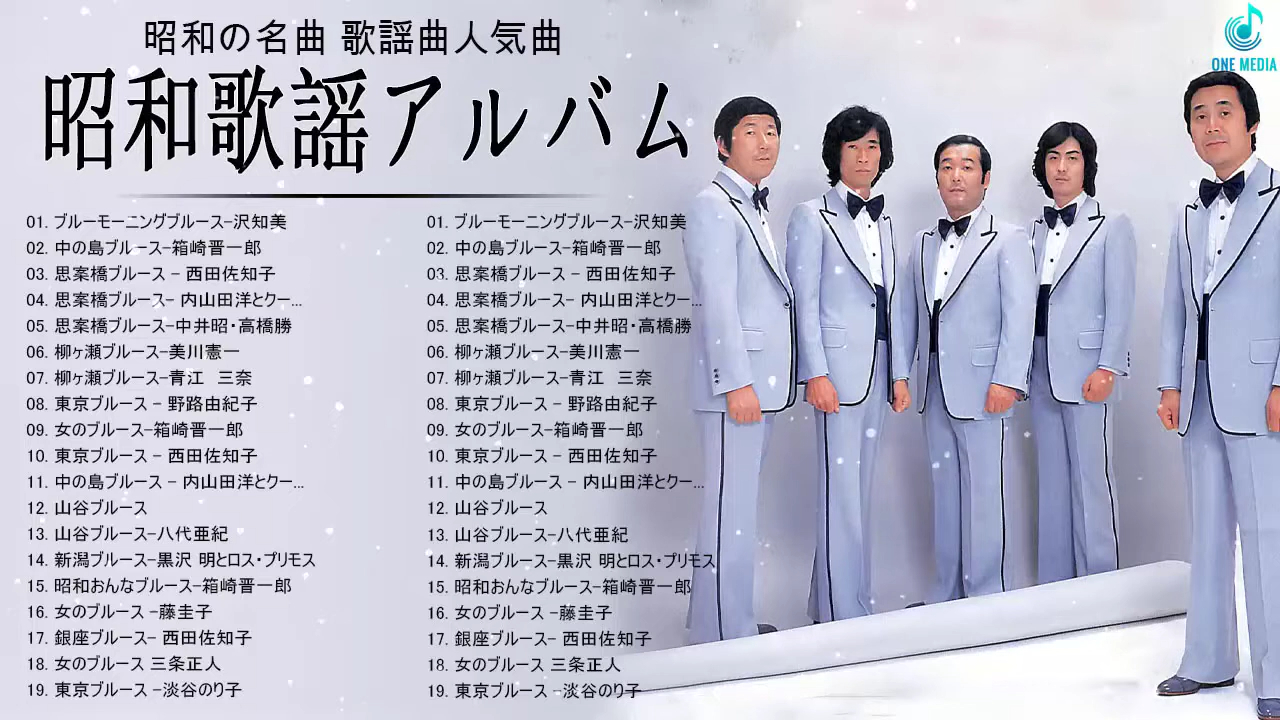 昭和の名曲 歌謡曲人気曲
昭和歌謡アルバム
ONE MEDIA
01. ブルーモーニングブルース-沢知美
02. 中の島ブルース-箱崎晋一郎
03. 思案橋ブルース - 西田佐知子
04. 思案橋ブルース- 内山田洋とクー...
05. 思案橋ブルース-中井昭・高橋勝
06. 柳ヶ瀬ブルース-美川憲一
07. 柳ヶ瀬ブルース-青江　三奈
08. 東京ブルース - 野路由紀子
09. 女のブルース-箱崎晋一郎
10. 東京ブルース - 西田佐知子
11. 中の島ブルース - 内山田洋とクー...
12. 山谷ブルース
13. 山谷ブルース-八代亜紀
14. 新潟ブルース-黒沢 明とロス・プリモス
15. 昭和おんなブルース-箱崎晋一郎
16. 女のブルース -藤圭子
17. 銀座ブルース- 西田佐知子
18. 女のブルース 三条正人
19. 東京ブルース -淡谷のり子
01. ブルーモーニングブルース-沢知美
02. 中の島ブルース-箱崎晋一郎
03. 思案橋ブルース - 西田佐知子
04. 思案橋ブルース- 内山田洋とクー...
05. 思案橋ブルース-中井昭・高橋勝
06. 柳ヶ瀬ブルース-美川憲一
07. 柳ヶ瀬ブルース-青江　三奈
08. 東京ブルース - 野路由紀子
09. 女のブルース-箱崎晋一郎
10. 東京ブルース - 西田佐知子
11. 中の島ブルース - 内山田洋とクー...
12. 山谷ブルース
13. 山谷ブルース-八代亜紀
14. 新潟ブルース-黒沢 明とロス・プリモス
15. 昭和おんなブルース-箱崎晋一郎
16. 女のブルース -藤圭子
17. 銀座ブルース- 西田佐知子
18. 女のブルース 三条正人
19. 東京ブルース -淡谷のり子